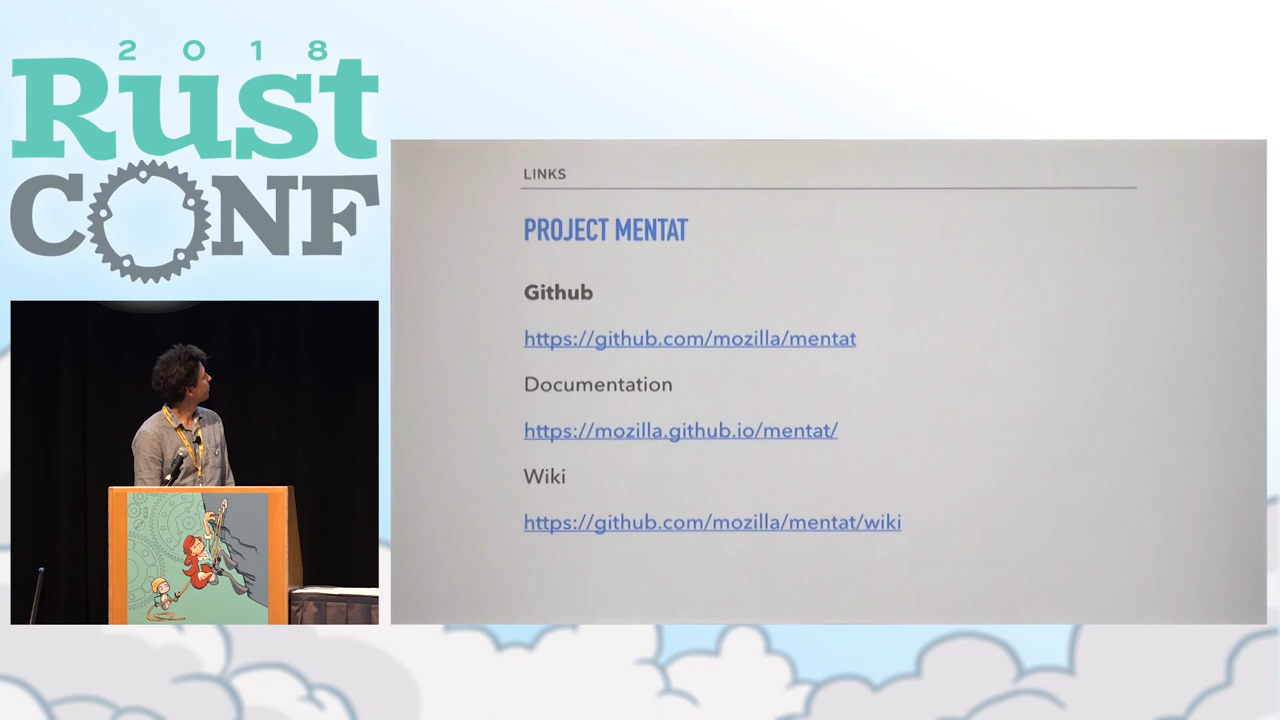 2018
Rust
CONF
LINKS
PROJECT MENTAT
Github
https://github.com/mozilla/mentat
Documentation
https://mozilla.github.io/mentat/
Wiki
https://github.com/mozilla/mentat/wiki